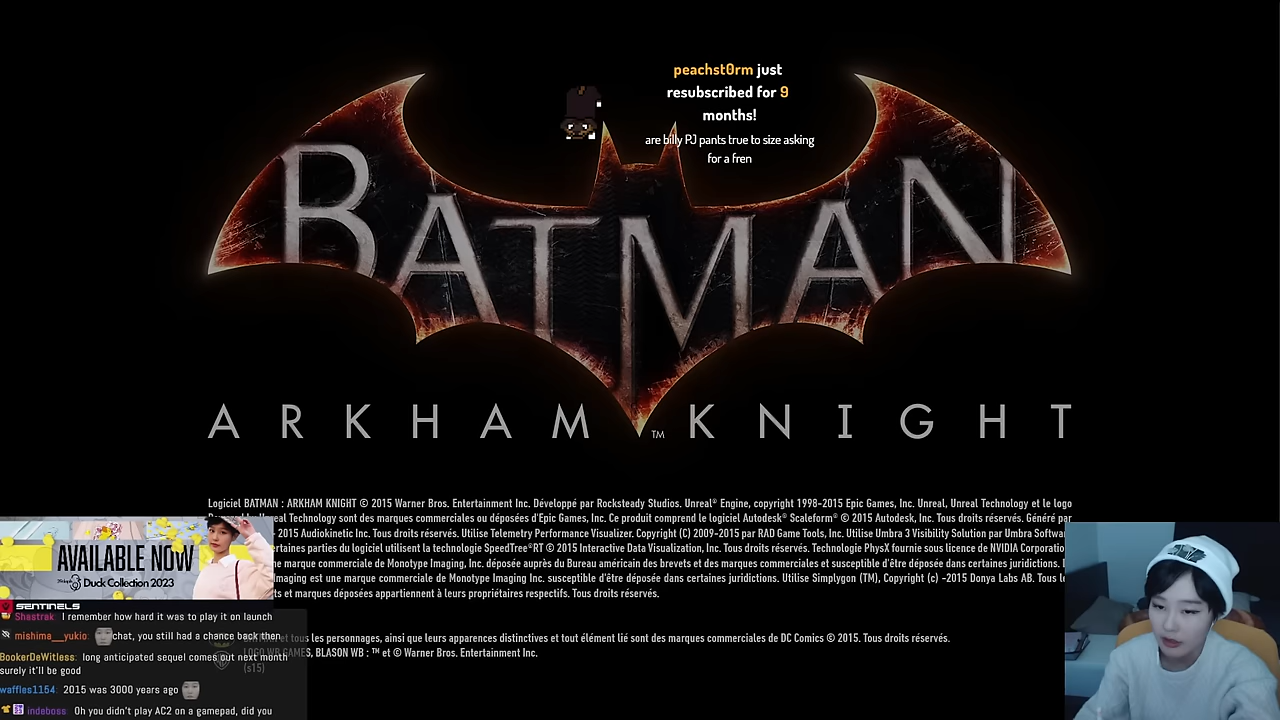 peachst0rm just
resubscribed for 9
months!
are billy PJ pants true to size asking
for a fren
BATMAN
ARKHAM KNIGHT
TM
Logiciel BATMAN : ARKHAM KNIGHT © 2015 Warner Bros. Entertainment Inc. Développé par Rocksteady Studios. Unreal® Engine, copyright 1998-2015 Epic Games, Inc. Unreal, Unreal Technology et le logo
Unreal Technology sont des marques commerciales ou déposées d'Epic Games, Inc. Ce produit comprend le logiciel Autodesk® Scaleform® © 2015 Autodesk, Inc. Tous droits réservés. Généré par
- 2015 Audiokinetic Inc. Tous droits réservés. Utilise Telemetry Performance Visualizer. Copyright (C) 2009-2015 par RAD Game Tools, Inc. Utilise Umbra 3 Visibility Solution par Umbra Software
certaines parties du logiciel utilisent la technologie SpeedTree®RT © 2015 Interactive Data Visualization, Inc. Tous droits réservés. Technologie PhysX fournie sous licence de NVIDIA Corporatio
marque commerciale de Monotype Imaging, Inc. déposée auprès du Bureau américain des brevets et des marques commerciales et susceptible d'être déposée dans certaines juridictions.
Imaging est une marque commerciale de Monotype Imaging Inc. susceptible d'être déposée dans certaines juridictions. Utilise Simplygon (TM), Copyright (c) -2015 Donya Labs AB. Tous
ts et marques déposées appartiennent à leurs propriétaires respectifs. Tous droits réservés.
et tous les personnages, ainsi que leurs apparences distinctives et tout élément lié sont des marques commerciales de DC Comics © 2015. Tous droits réservés.
LOGO WB GAMES, BLASON WB : ™ et © Warner Bros. Entertainment Inc.
(s15)
AVAILABLE NOW
Duck Collection 2023
SENTINELS
Shastrak: I remember how hard it was to play it on launch
mishima__yukio: chat, you still had a chance back then
BookerDeWitless: long anticipated sequel comes out next month
surely it'll be good
waffles1154: 2015 was 3000 years ago
indeboss: Oh you didn't play AC2 on a gamepad, did you